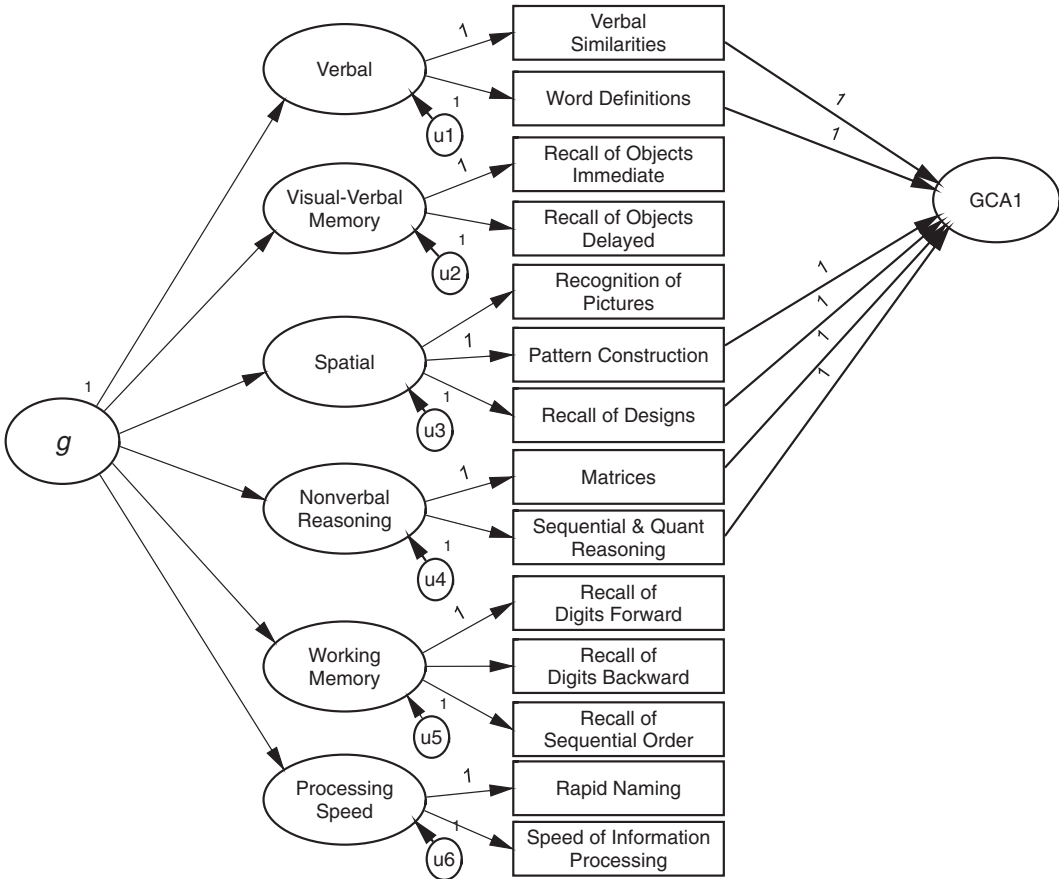 Verbal
Similarities
1
Verbal
1
Word Definitions
1
1
u1
1
Recall of Objects
Immediate
Visual-Verbal
Memory
GCA1
Recall of Objects
Delayed
1
u2
Recognition of
Pictures
1
Spatial
1
Pattern Construction
1
1
1
Recall of Designs
1
u3
1
g
1
Matrices
Nonverbal
Reasoning
Sequential & Quant
Reasoning
1
u4
Recall of
Digits Forward
1
Working
Memory
Recall of
Digits Backward
1
u5
Recall of
Sequential Order
1
Rapid Naming
Processing
Speed
1
Speed of Information
Processing
u6